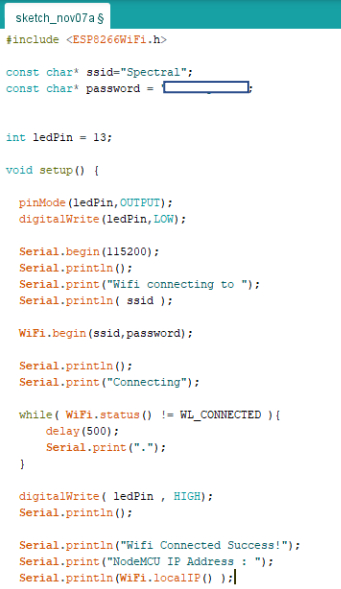 sketch_nov07a §
#include <ESP8266WiFi.h>
const char* ssid="Spectral";
const char* password = ;
int ledPin = 13;
void setup() {
pinMode(ledPin,OUTPUT);
digitalWrite(ledPin,LOW);
Serial.begin(115200);
Serial.println();
Serial.print("Wifi connecting to ");
Serial.println( ssid );
WiFi.begin(ssid,password);
Serial.println();
Serial.print("Connecting");
while( WiFi.status() != WL_CONNECTED ){
delay(500);
Serial.print(".");
}
digitalWrite( ledPin , HIGH);
Serial.println();
Serial.println("Wifi Connected Success!");
Serial.print("NodeMCU IP Address : ");
Serial.println(WiFi.localIP() );